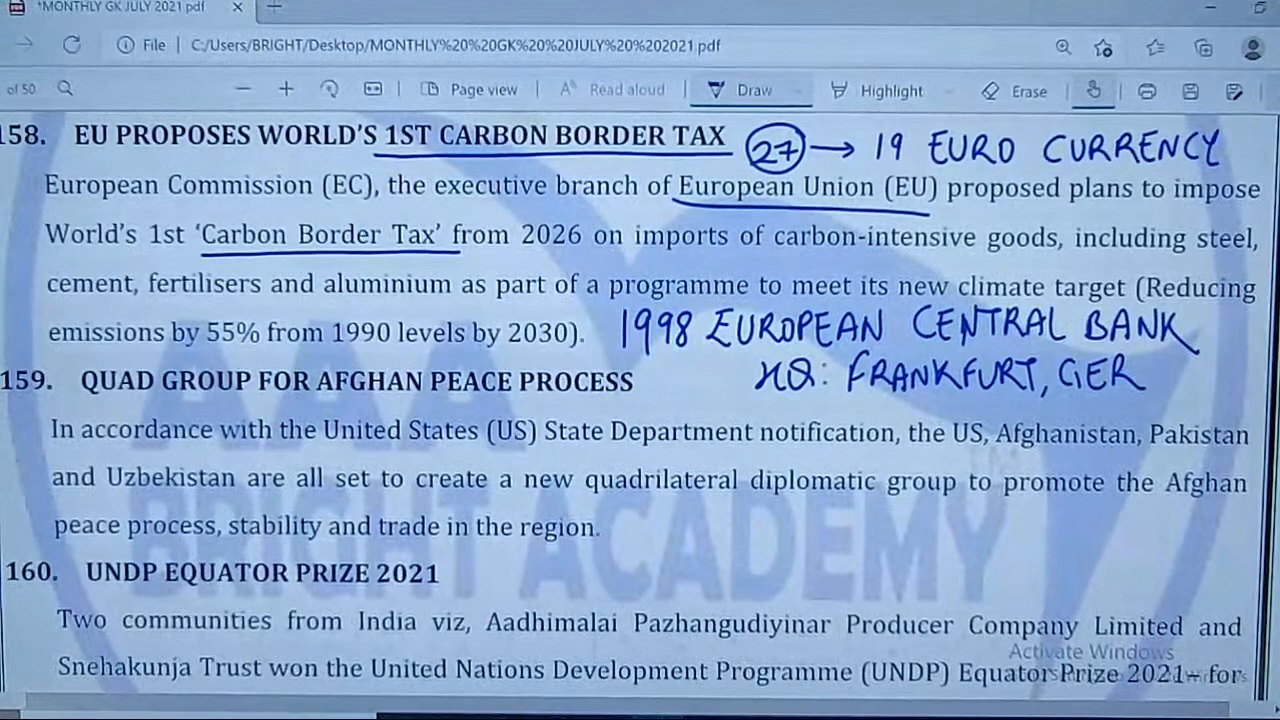 *MONTHLY GK JULY 2021.pdf
File | C:/Users/BRIGHT/Desktop/MONTHLY%20%20GK%20%20JULY%20%202021.pdf
of 50
Page view
Read aloud
Draw
Highlight
Erase
158. EU PROPOSES WORLD'S 1ST CARBON BORDER TAX 27 → 19 EURO CURRENCY
European Commission (EC), the executive branch of European Union (EU) proposed plans to impose
World's 1st 'Carbon Border Tax' from 2026 on imports of carbon-intensive goods, including steel,
cement, fertilisers and aluminium as part of a programme to meet its new climate target (Reducing
emissions by 55% from 1990 levels by 2030). 1998 EUROPEAN CENTRAL BANK
HQ: FRANKFURT, GER
159. QUAD GROUP FOR AFGHAN PEACE PROCESS
In accordance with the United States (US) State Department notification, the US, Afghanistan, Pakistan
and Uzbekistan are all set to create a new quadrilateral diplomatic group to promote the Afghan
peace process, stability and trade in the region.
AAA
BRIGHT ACADEMY
160. UNDP EQUATOR PRIZE 2021
Two communities from India viz, Aadhimalai Pazhangudiyinar Producer Company Limited and
Activate Windows
Snehakunja Trust won the United Nations Development Programme (UNDP) Equator Prize 2021 – for